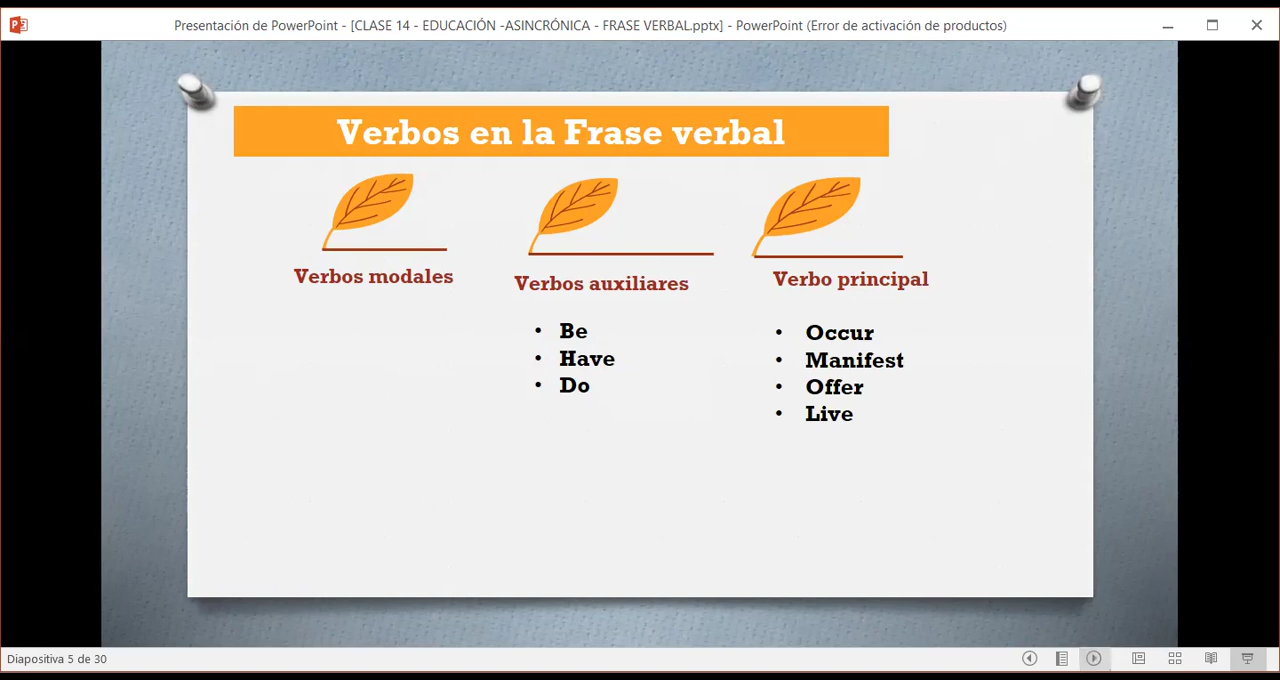 Presentación de PowerPoint - [CLASE 14 - EDUCACIÓN -ASINCRÓNICA - FRASE VERBAL.pptx] - PowerPoint (Error de activación de productos)
Verbos en la Frase verbal
Verbos modales
Verbos auxiliares
• Be
• Have
• Do
Verbo principal
• Occur
• Manifest
• Offer
• Live
Diapositiva 5 de 30